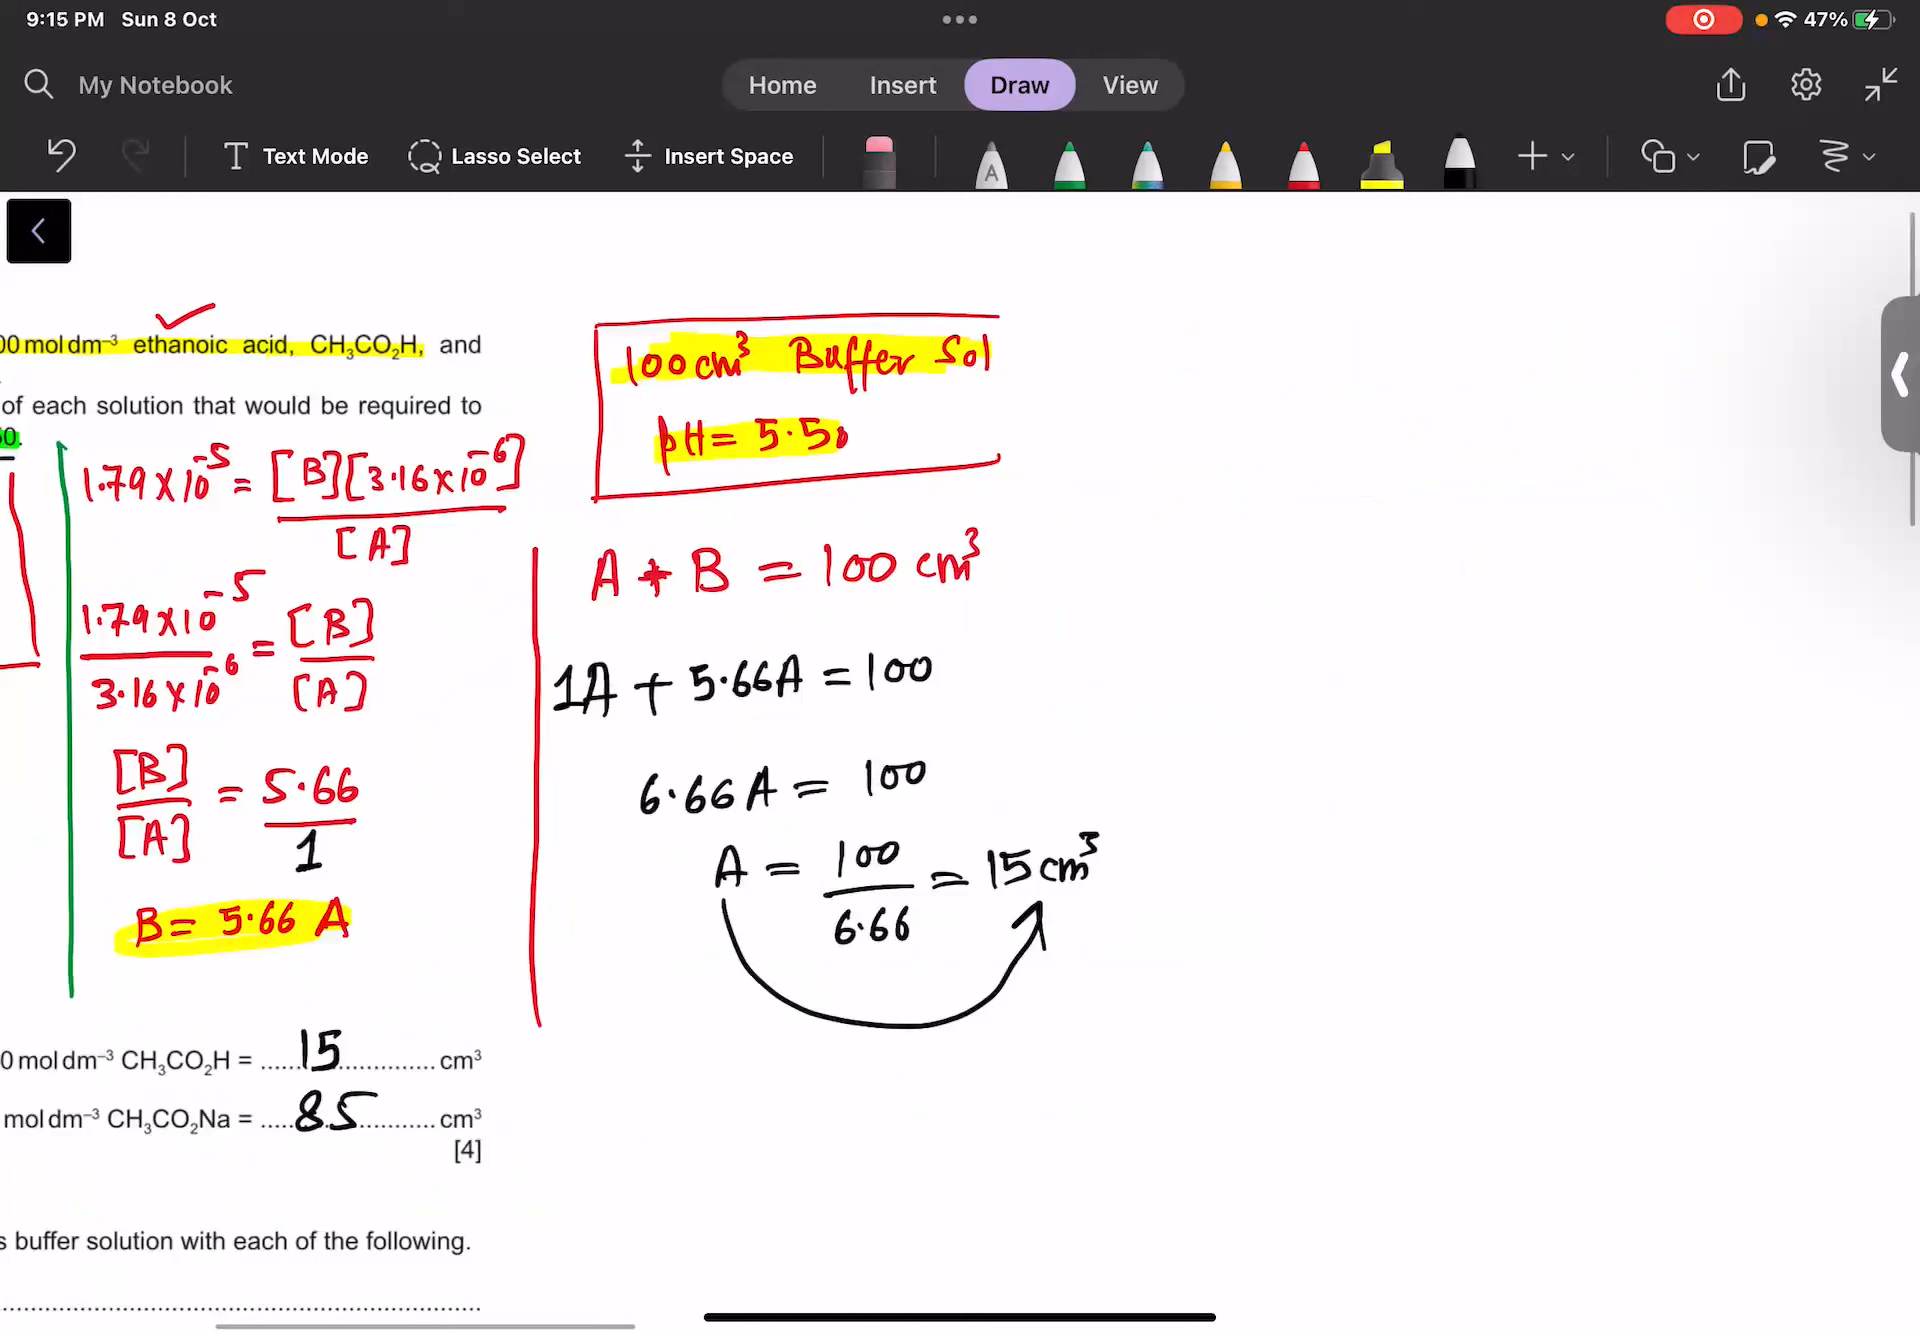 9:15 PM Sun 8 Oct
47%
My Notebook
Home Insert Draw View
Text Mode Lasso Select Insert Space
A
00 mol dm⁻³ ethanoic acid, CH₃CO₂H, and
of each solution that would be required to
60.
1.79 × 10⁻⁵ = [B][3.16 × 10⁻⁶]
[A]
1.79 × 10⁻⁵ = [B]
3.16 × 10⁻⁶ [A]
[B] = 5.66
[A] 1
B = 5.66 A
100 cm³ Buffer Sol
pH = 5.50
A + B = 100 cm³
1A + 5.66A = 100
6.66 A = 100
A = 100 = 15 cm³
6.66
0 mol dm⁻³ CH₃CO₂H = ......15.............. cm³
mol dm⁻³ CH₃CO₂Na = .....85........... cm³
[4]
s buffer solution with each of the following.